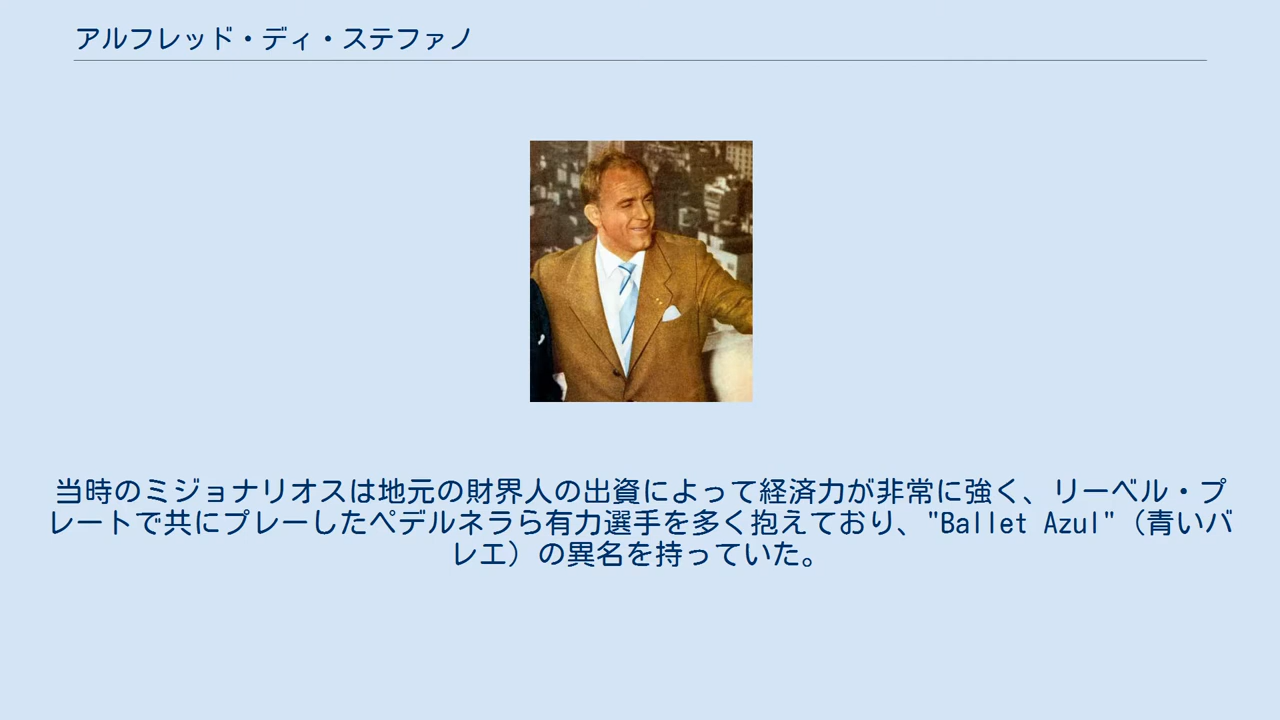 アルフレッド・ディ・ステファノ
当時のミジョナリオスは地元の財界人の出資によって経済力が非常に強く、リーベル・プ
レートで共にプレーしたペデルネラら有力選手を多く抱えており、"Ballet Azul"（青いバ
レエ）の異名を持っていた。